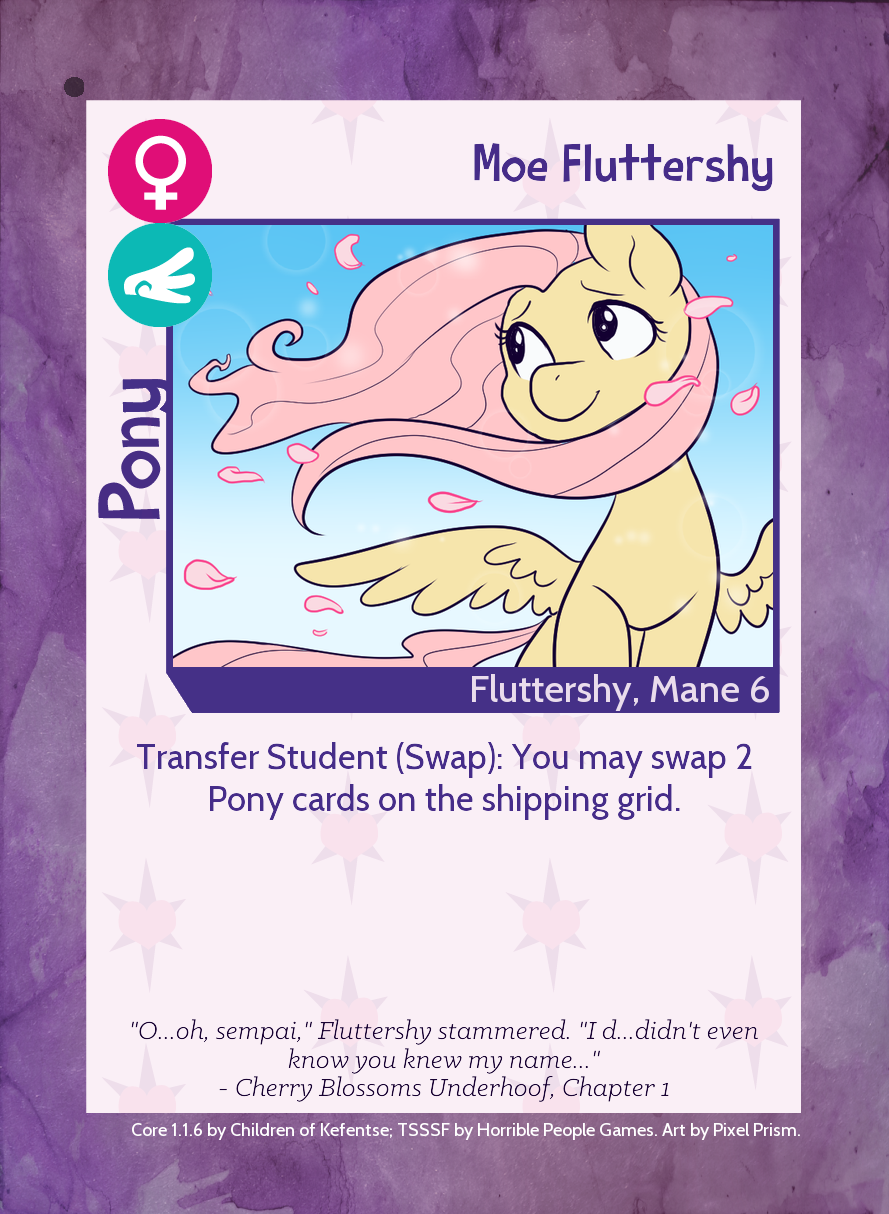 Moe Fluttershy
Pony
Fluttershy, Mane 6
Transfer Student (Swap): You may swap 2
Pony cards on the shipping grid.
"O...oh, sempai," Fluttershy stammered. "I d...didn't even
know you knew my name..."
- Cherry Blossoms Underhoof, Chapter 1
Core 1.1.6 by Children of Kefentse; TSSSF by Horrible People Games. Art by Pixel Prism.